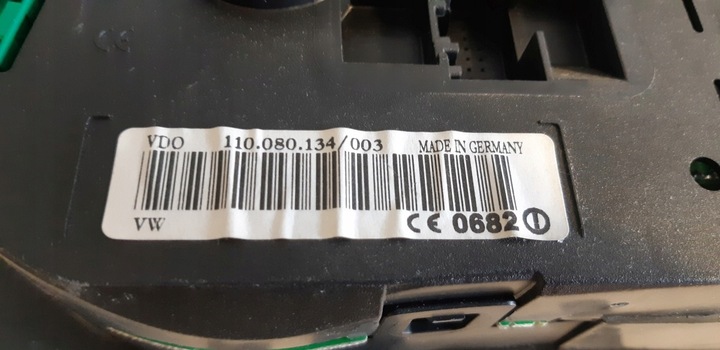 VDO 110.080.134/003 MADE IN GERMANY
VW CE 0682